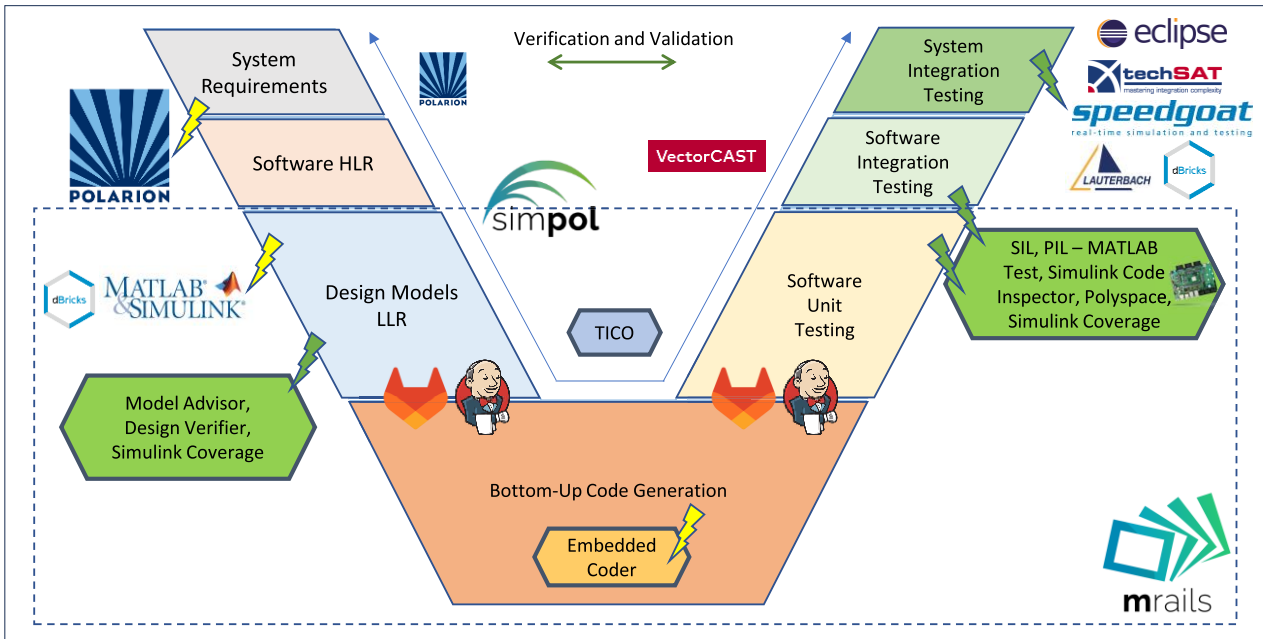 System
Requirements
POLARION
Verification and Validation
System
Integration
Testing
eclipse
techSAT
mastering integration complexity
speedgoat
real-time simulation and testing
POLARION
Software HLR
VectorCAST
Software
Integration
Testing
LAUTERBACH
dBricks
simpol
dBricks
MATLAB®
&SIMULINK®
Design Models
LLR
TICO
Software
Unit
Testing
SIL, PIL – MATLAB
Test, Simulink Code
Inspector, Polyspace,
Simulink Coverage
Model Advisor,
Design Verifier,
Simulink Coverage
Bottom-Up Code Generation
Embedded
Coder
mrails